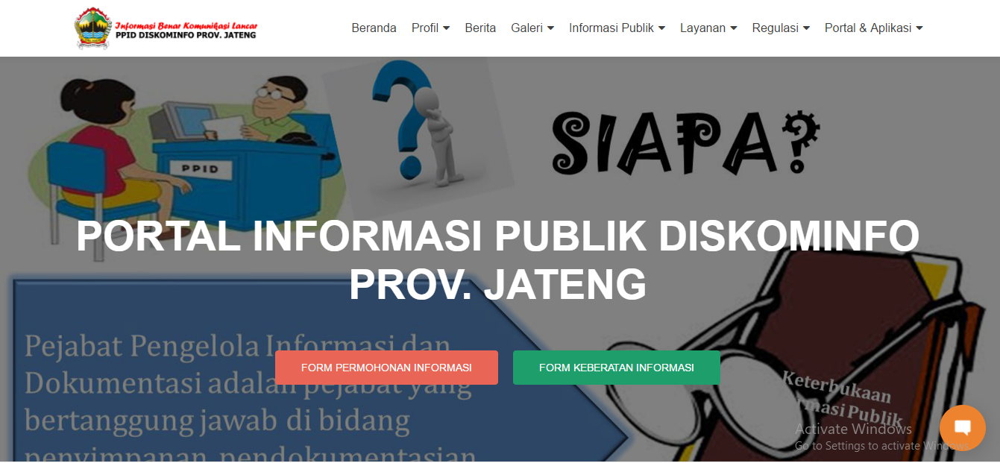 Informasi Benar Komunikasi Lancar
PPID DISKOMINFO PROV. JATENG
Beranda Profil Berita Galeri Informasi Publik Layanan Regulasi Portal & Aplikasi
PPID
SIAPA?
PORTAL INFORMASI PUBLIK DISKOMINFO
PROV. JATENG
Pejabat Pengelola Informasi dan
Dokumentasi adalah pejabat yang
bertanggung jawab di bidang
penyimpanan, pendokumentasian
FORM PERMOHONAN INFORMASI
FORM KEBERATAN INFORMASI
Keterbukaan
rmasi Publik
Activate Windows
Go to Settings to activate Windows.